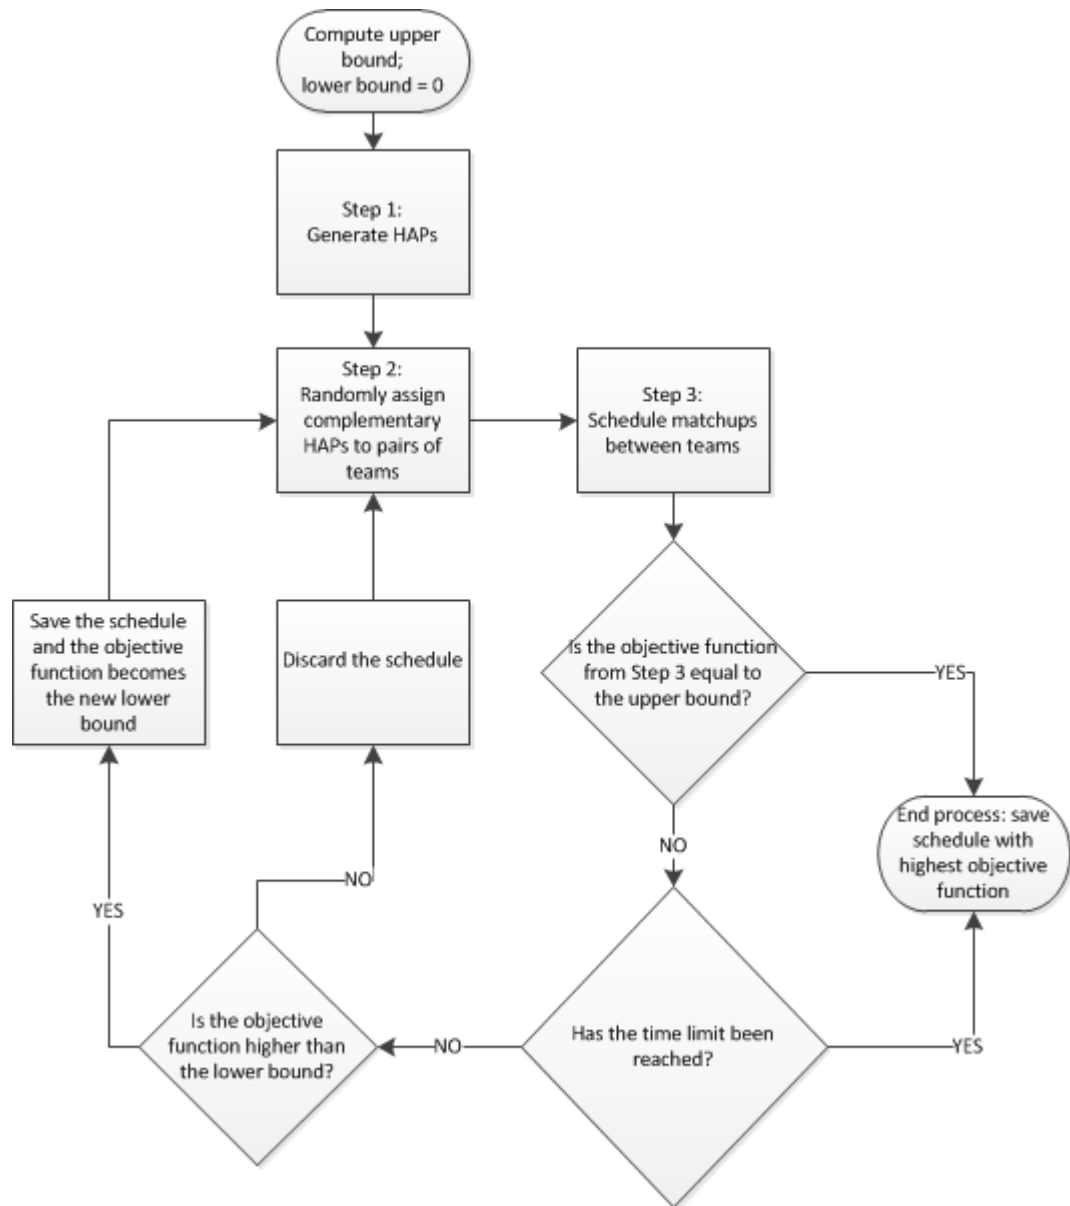 Compute upper
bound;
lower bound = 0
Step 1:
Generate HAPs
Step 2:
Randomly assign
complementary
HAPs to pairs of
teams
Step 3:
Schedule matchups
between teams
Save the schedule
and the objective
function becomes
the new lower
bound
Discard the schedule
Is the objective function
from Step 3 equal to
the upper bound?
YES
End process: save
schedule with
highest objective
function
NO
NO
YES
Is the objective
function higher than
the lower bound?
NO
Has the time limit been
reached?
YES